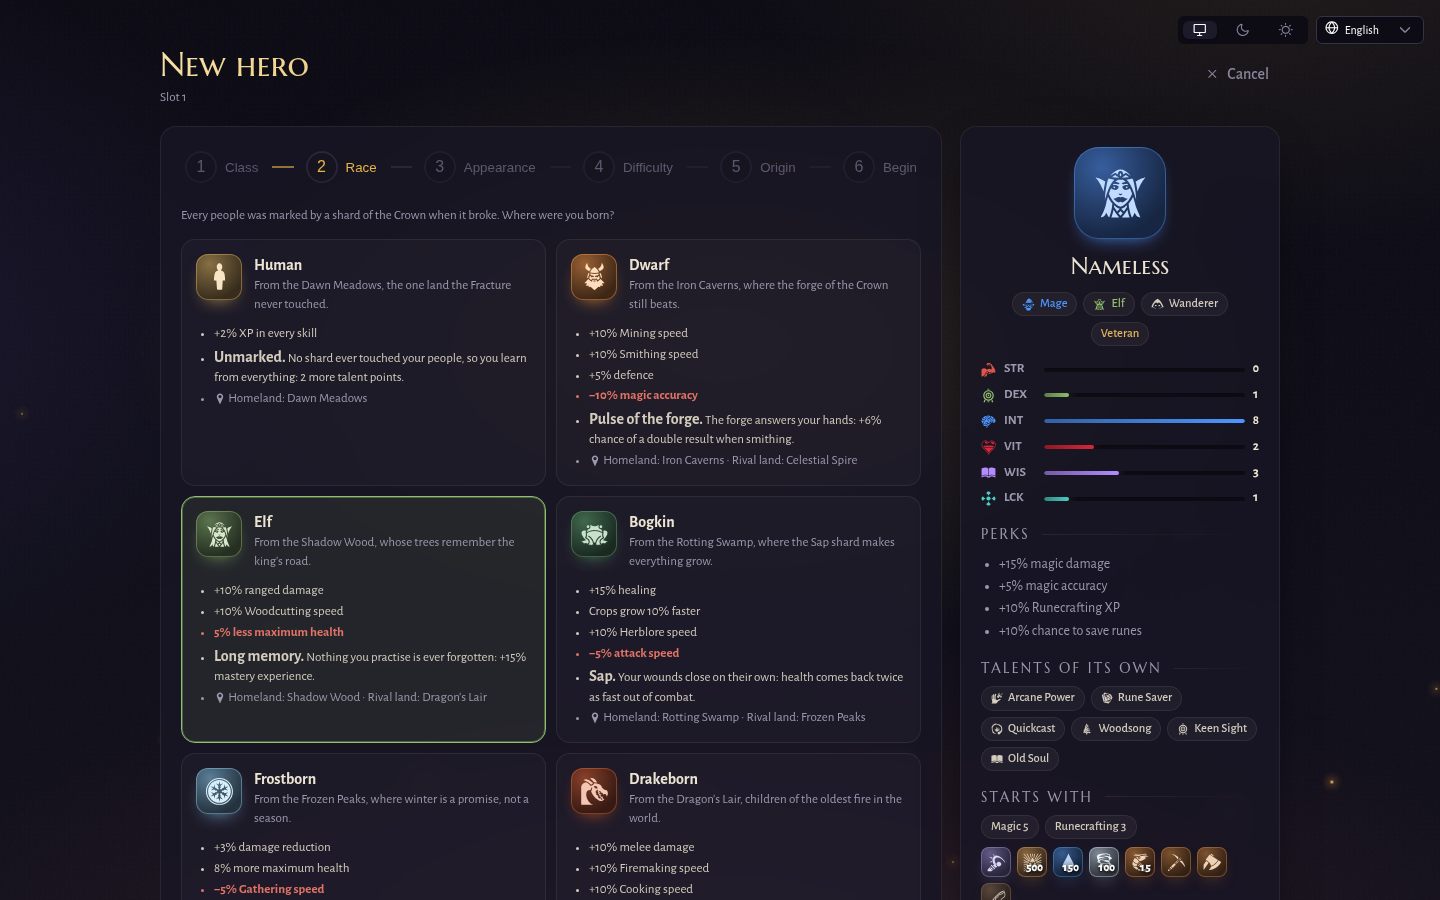 English
New hero
Cancel
Slot 1
1 Class 2 Race 3 Appearance 4 Difficulty 5 Origin 6 Begin
Every people was marked by a shard of the Crown when it broke. Where were you born?
Human
From the Dawn Meadows, the one land the Fracture
never touched.
+2% XP in every skill
Unmarked. No shard ever touched your people, so you learn
from everything: 2 more talent points.
Homeland: Dawn Meadows
Dwarf
From the Iron Caverns, where the forge of the Crown
still beats.
+10% Mining speed
+10% Smithing speed
+5% defence
−10% magic accuracy
Pulse of the forge. The forge answers your hands: +6%
chance of a double result when smithing.
Homeland: Iron Caverns · Rival land: Celestial Spire
Elf
From the Shadow Wood, whose trees remember the
king's road.
+10% ranged damage
+10% Woodcutting speed
5% less maximum health
Long memory. Nothing you practise is ever forgotten: +15%
mastery experience.
Homeland: Shadow Wood · Rival land: Dragon's Lair
Bogkin
From the Rotting Swamp, where the Sap shard makes
everything grow.
+15% healing
Crops grow 10% faster
+10% Herblore speed
−5% attack speed
Sap. Your wounds close on their own: health comes back twice
as fast out of combat.
Homeland: Rotting Swamp · Rival land: Frozen Peaks
Frostborn
From the Frozen Peaks, where winter is a promise, not a
season.
+3% damage reduction
8% more maximum health
−5% Gathering speed
Drakeborn
From the Dragon's Lair, children of the oldest fire in the
world.
+10% melee damage
+10% Firemaking speed
+10% Cooking speed
Nameless
Mage Elf Wanderer
Veteran
STR 0
DEX 1
INT 8
VIT 2
WIS 3
LCK 1
Perks
+15% magic damage
+5% magic accuracy
+10% Runecrafting XP
+10% chance to save runes
Talents of its own
Arcane Power Rune Saver
Quickcast Woodsong Keen Sight
Old Soul
Starts with
Magic 5 Runecrafting 3
500 150 100 15